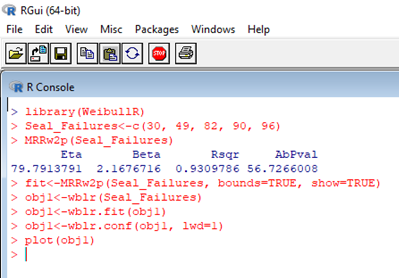 RGui (64-bit)
File Edit View Misc Packages Windows Help
STOP
R Console
> library(WeibullR)
> Seal_Failures<-c(30, 49, 82, 90, 96)
> MRRw2p(Seal_Failures)
Eta Beta Rsqr AbPval
79.7913791 2.1676716 0.9309786 56.7266008
> fit<-MRRw2p(Seal_Failures, bounds=TRUE, show=TRUE)
> obj1<-wblr(Seal_Failures)
> obj1<-wblr.fit(obj1)
> obj1<-wblr.conf(obj1, lwd=1)
> plot(obj1)
>